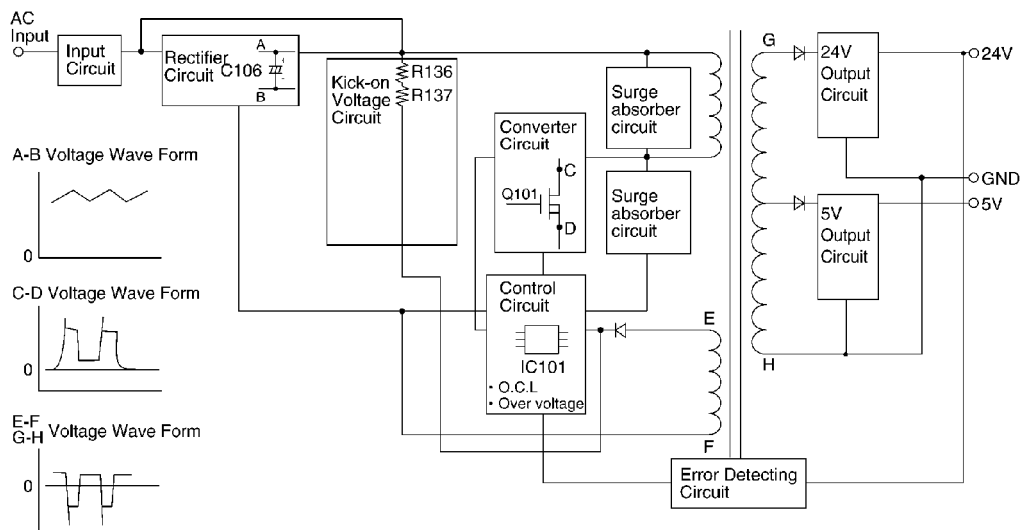 AC
Input
Input
Circuit
Rectifier
Circuit
C106
A
B
Kick-on
Voltage
Circuit
R136
R137
Converter
Circuit
C
Q101
D
Surge
absorber
circuit
Surge
absorber
circuit
Control
Circuit
IC101
• O.C.L
• Over voltage
E
F
G
H
24V
Output
Circuit
5V
Output
Circuit
24V
GND
5V
Error Detecting
Circuit
A-B Voltage Wave Form
0
C-D Voltage Wave Form
0
E-F
G-H Voltage Wave Form
0